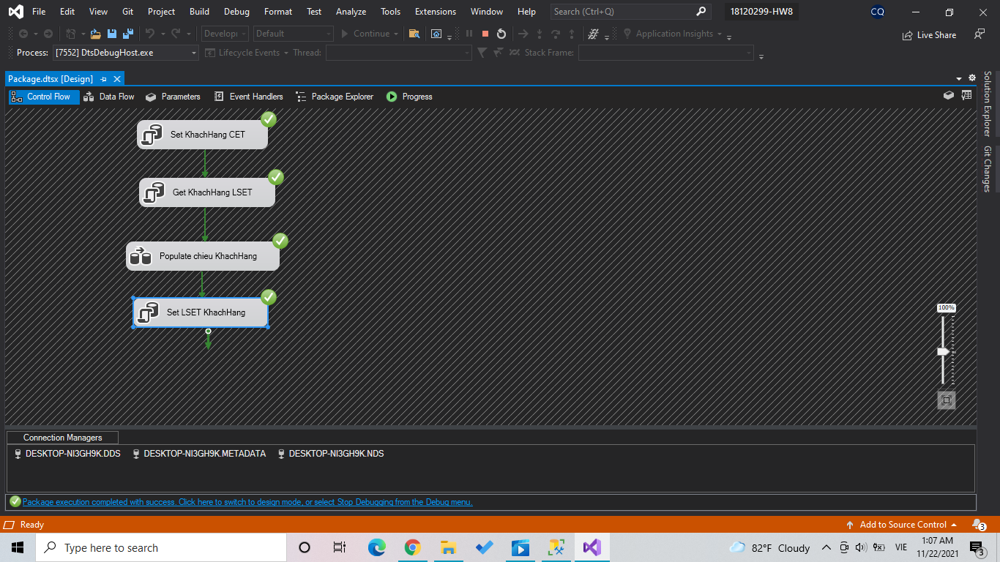 File Edit View Git Project Build Debug Format Test Analyze Tools Extensions Window Help Search (Ctrl+Q) 18120299-HW8 CQ
Develop Default Continue Application Insights Live Share
Process: [7552] DtsDebugHost.exe Lifecycle Events Thread: Stack Frame:
Package.dtsx [Design]
Control Flow Data Flow Parameters Event Handlers Package Explorer Progress
Solution Explorer
Git Changes
Set KhachHang CET
Get KhachHang LSET
Populate chieu KhachHang
Set LSET KhachHang
100%
Connection Managers
DESKTOP-NI3GH9K.DDS DESKTOP-NI3GH9K.METADATA DESKTOP-NI3GH9K.NDS
Package execution completed with success. Click here to switch to design mode, or select Stop Debugging from the Debug menu.
Ready Add to Source Control 3
Type here to search 82°F Cloudy VIE 1:07 AM
11/22/2021 3